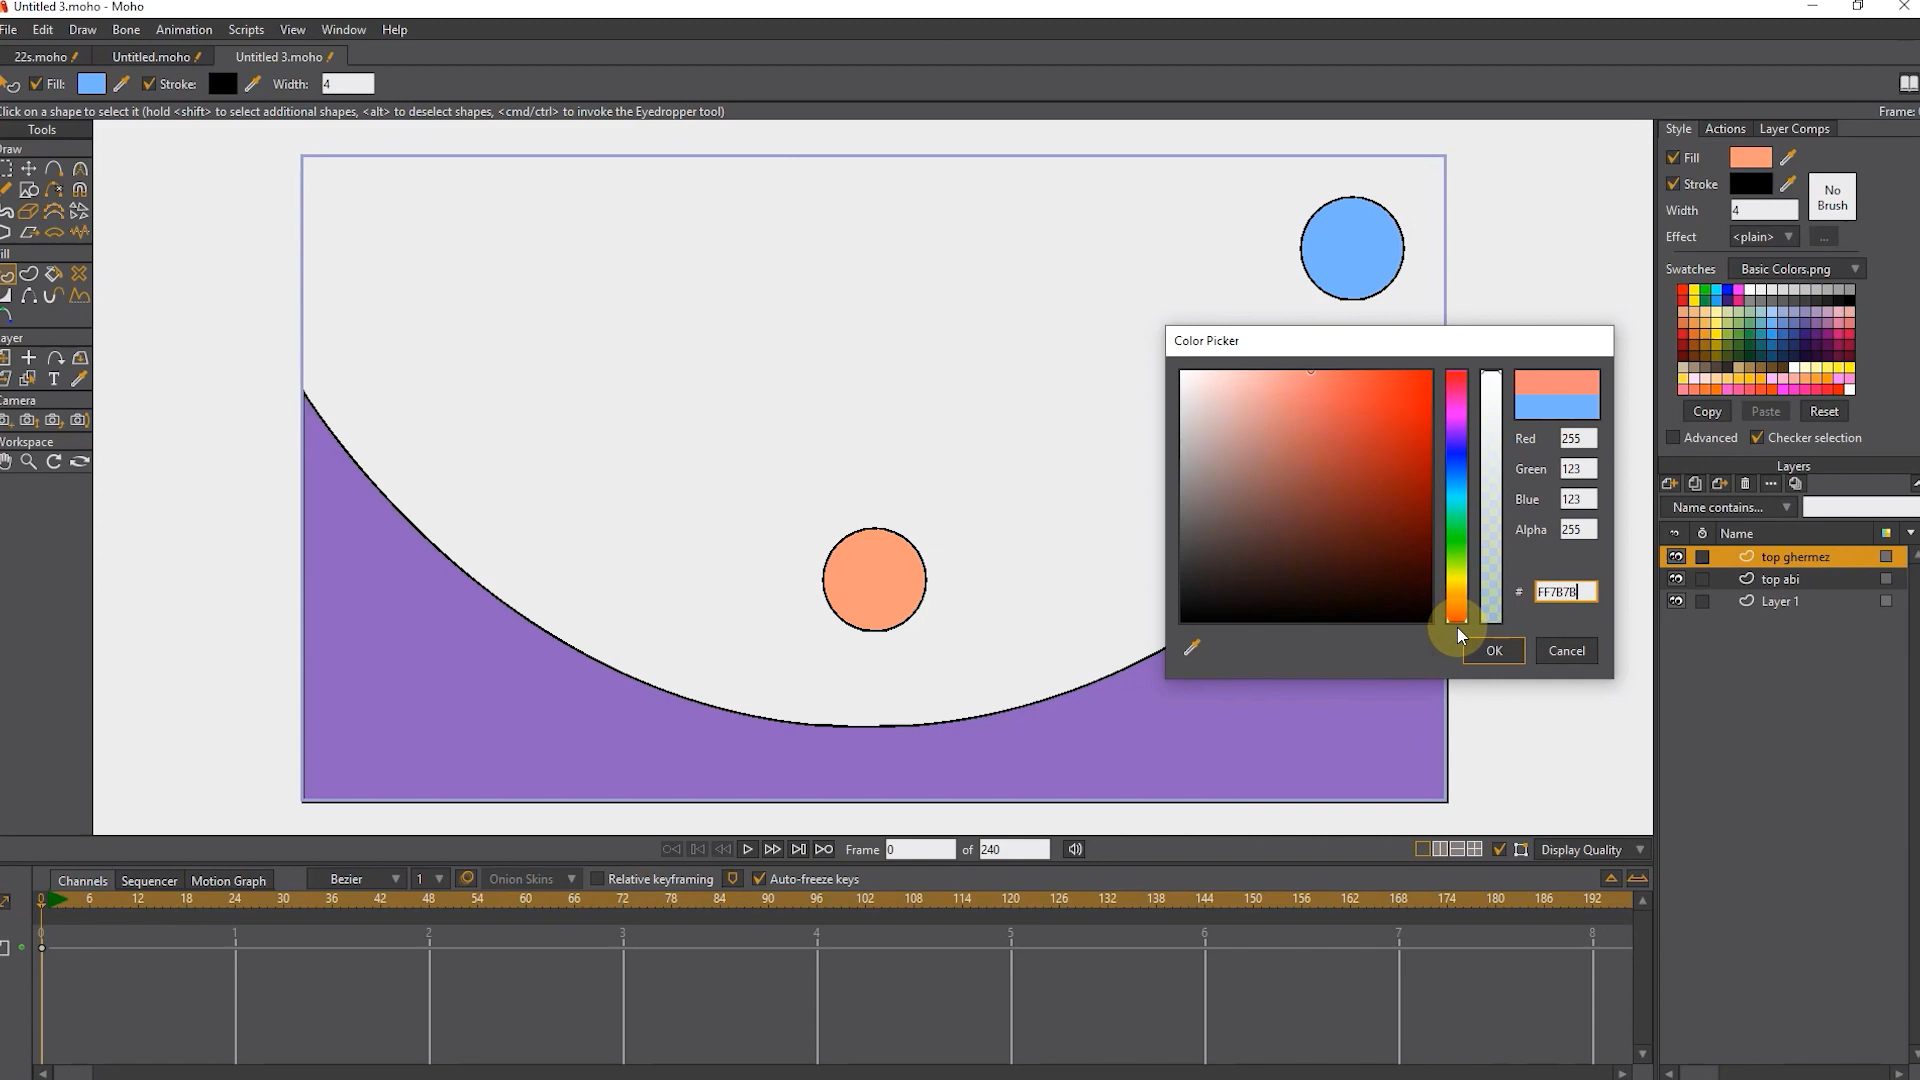 Untitled 3.moho - Moho
File Edit Draw Bone Animation Scripts View Window Help
22s.moho Untitled.moho Untitled 3.moho
Fill: Stroke: Width: 4
Click on a shape to select it (hold <shift> to select additional shapes, <alt> to deselect shapes, <cmd/ctrl> to invoke the Eyedropper tool)
Frame: 0
Tools
Draw
Fill
Layer
T
Camera
Workspace
Style Actions Layer Comps
Fill
Stroke
No Brush
Width 4
Effect <plain> ...
Swatches Basic Colors.png
Copy Paste Reset
Advanced Checker selection
Layers
Name contains...
Name
top ghermez
top abi
Layer 1
Color Picker
Red 255
Green 123
Blue 123
Alpha 255
# FF7B7B
OK Cancel
Frame 0 of 240
Display Quality
Channels Sequencer Motion Graph Bezier 1 Onion Skins Relative keyframing Auto-freeze keys
0 6 12 18 24 30 36 42 48 54 60 66 72 78 84 90 96 102 108 114 120 126 132 138 144 150 156 162 168 174 180 186 192
0 1 2 3 4 5 6 7 8